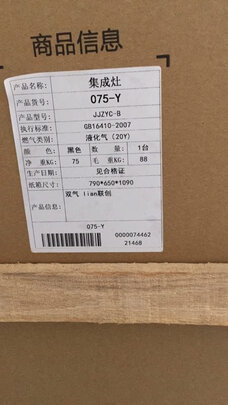 商品信息
产品名称: 集成灶
产品货号: 075-Y
产品型号: JJZYC-B
执行标准: GB16410-2007
燃气类别: 液化气(20Y)
颜 色: 黑色 数 量: 1台
净 重KG: 75 毛 重KG: 88
生产日期: 见合格证
纸箱尺寸: 790*650*1090
产品信息: 双气 lian联创
075-Y 0000074462
21468